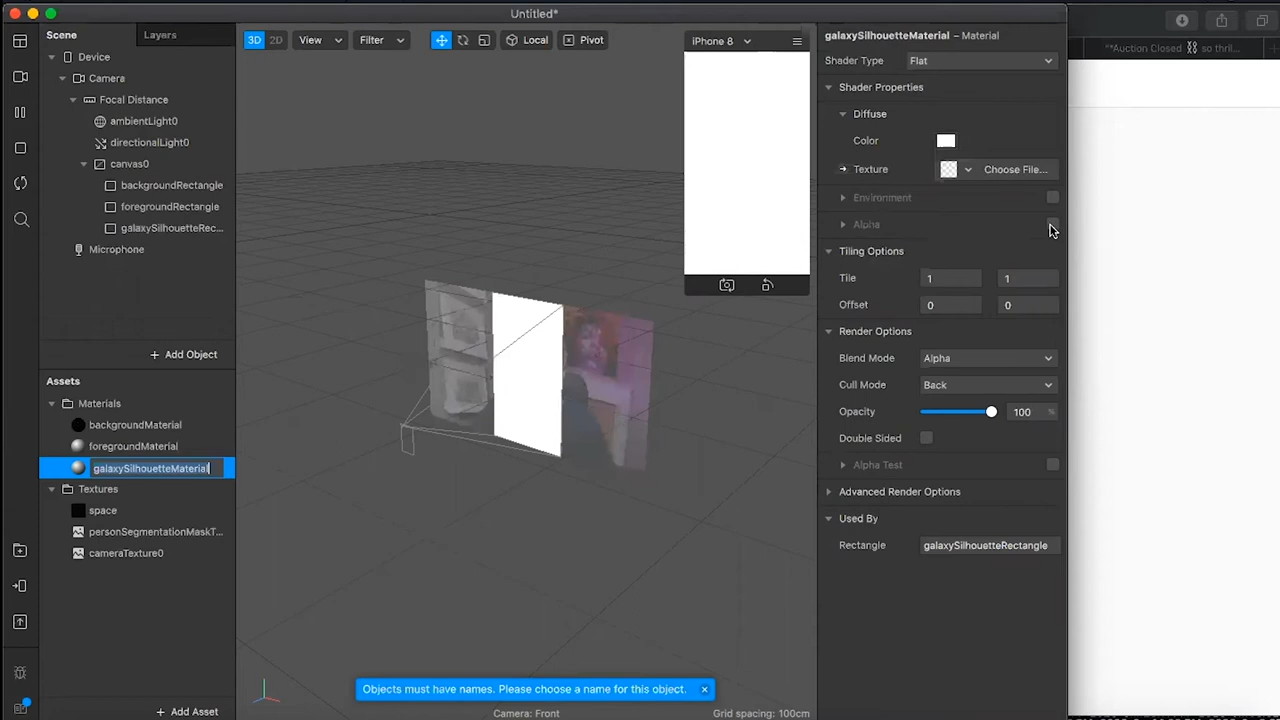 Untitled*
Scene
Layers
Device
Camera
Focal Distance
ambientLight0
directionalLight0
canvas0
backgroundRectangle
foregroundRectangle
galaxySilhouetteRec...
Microphone
+ Add Object
Assets
Materials
backgroundMaterial
foregroundMaterial
galaxySilhouetteMaterial
Textures
space
personSegmentationMaskT...
cameraTexture0
+ Add Asset
3D 2D View Filter Local Pivot
iPhone 8
Objects must have names. Please choose a name for this object.
Camera: Front
Grid spacing: 100cm
galaxySilhouetteMaterial – Material
Shader Type Flat
Shader Properties
Diffuse
Color
Texture Choose File...
Environment
Alpha
Tiling Options
Tile 1 1
Offset 0 0
Render Options
Blend Mode Alpha
Cull Mode Back
Opacity 100 %
Double Sided
Alpha Test
Advanced Render Options
Used By
Rectangle galaxySilhouetteRectangle
**Auction Closed so thril...